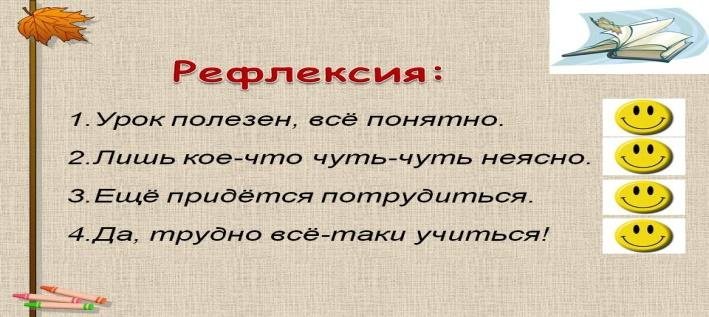 Рефлексия:
1.Урок полезен, всё понятно.
2.Лишь кое-что чуть-чуть неясно.
3.Ещё придётся потрудиться.
4.Да, трудно всё-таки учиться!